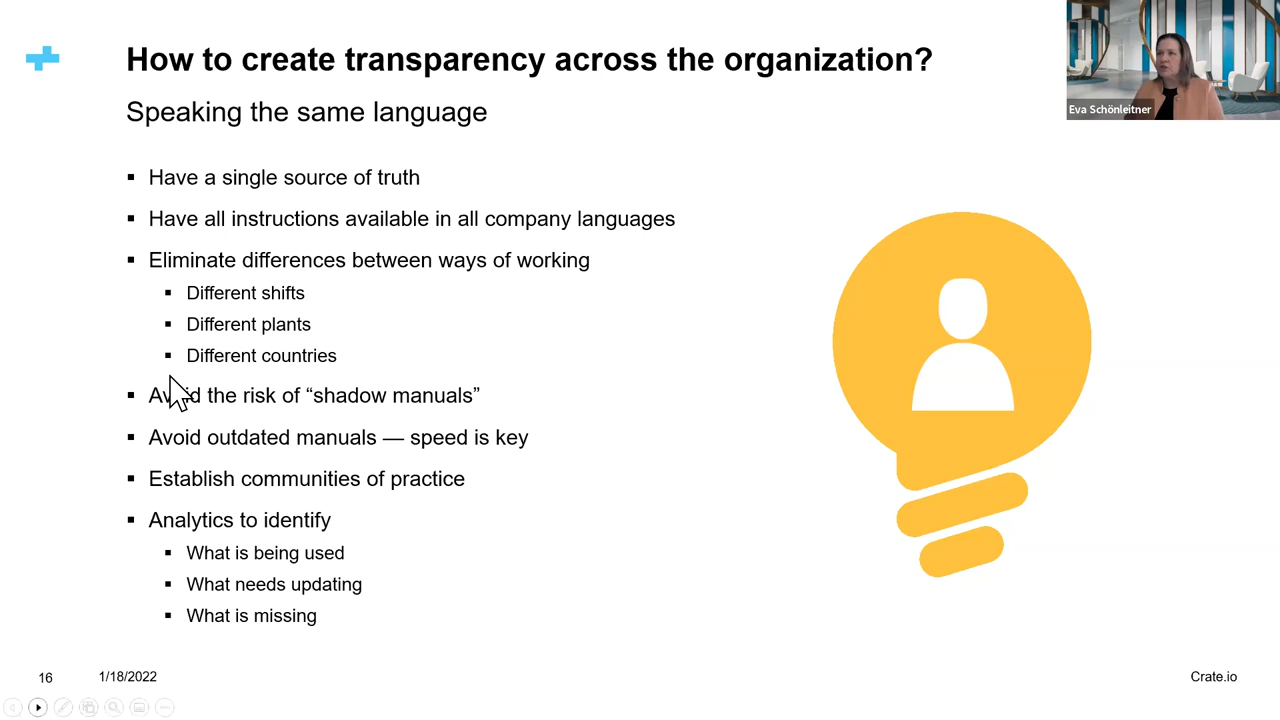 How to create transparency across the organization?
Eva Schönleitner
Speaking the same language
▪ Have a single source of truth
▪ Have all instructions available in all company languages
▪ Eliminate differences between ways of working
▪ Different shifts
▪ Different plants
▪ Different countries
▪ Avoid the risk of “shadow manuals”
▪ Avoid outdated manuals — speed is key
▪ Establish communities of practice
▪ Analytics to identify
▪ What is being used
▪ What needs updating
▪ What is missing
16 1/18/2022 Crate.io